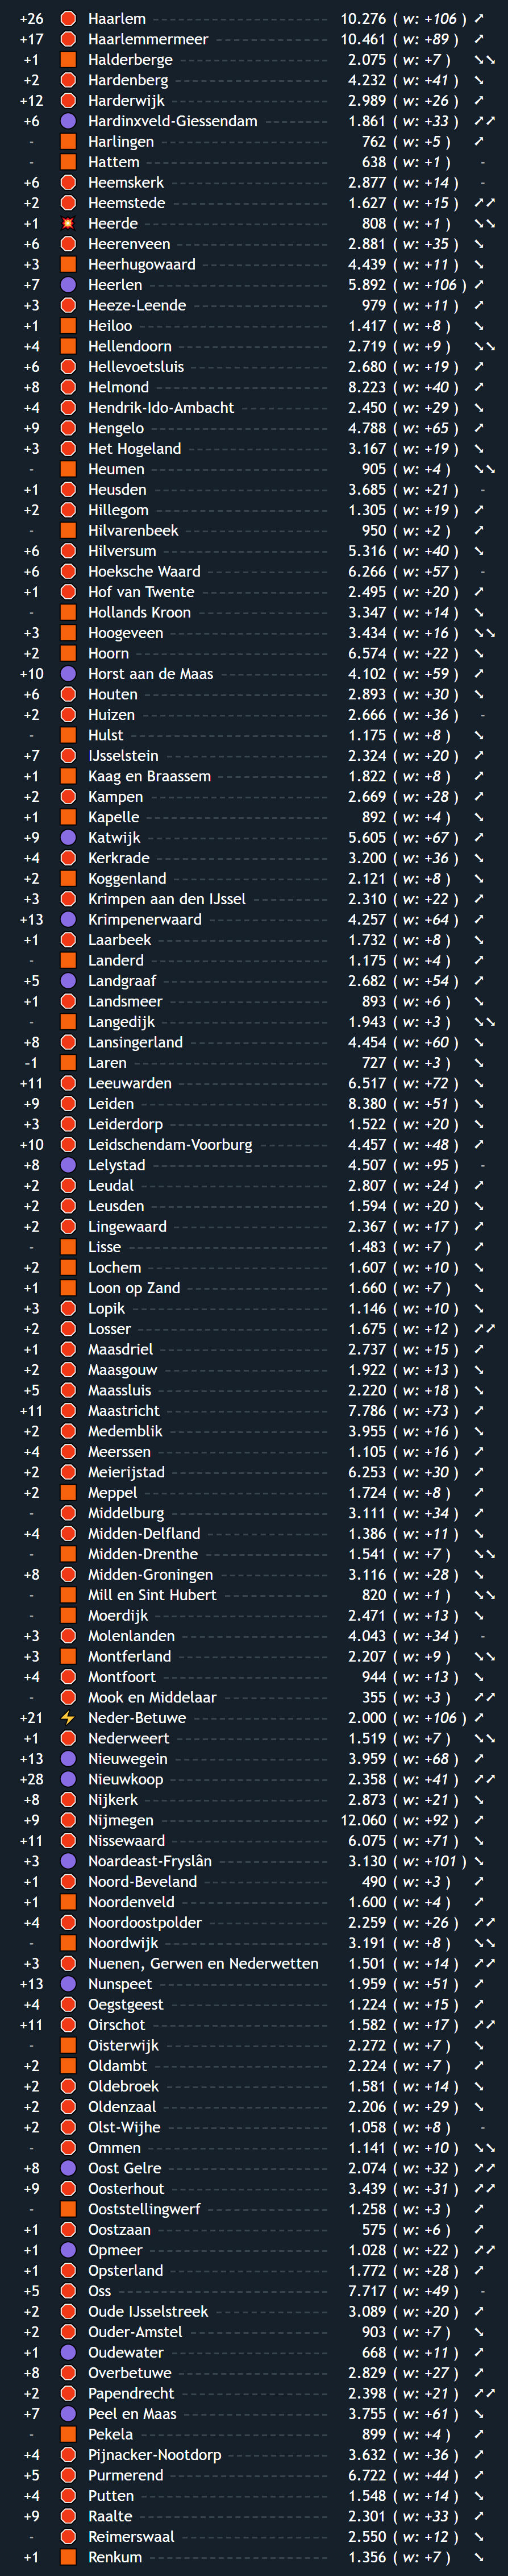 +26 Haarlem 10.276 ( w: +106 )
+17 Haarlemmermeer 10.461 ( w: +89 )
+1 Halderberge 2.075 ( w: +7 )
+2 Hardenberg 4.232 ( w: +41 )
+12 Harderwijk 2.989 ( w: +26 )
+6 Hardinxveld-Giessendam 1.861 ( w: +33 )
- Harlingen 762 ( w: +5 )
- Hattem 638 ( w: +1 ) -
+6 Heemskerk 2.877 ( w: +14 ) -
+2 Heemstede 1.627 ( w: +15 )
+1 Heerde 808 ( w: +1 )
+6 Heerenveen 2.881 ( w: +35 )
+3 Heerhugowaard 4.439 ( w: +11 )
+7 Heerlen 5.892 ( w: +106 )
+3 Heeze-Leende 979 ( w: +11 )
+1 Heiloo 1.417 ( w: +8 )
+4 Hellendoorn 2.719 ( w: +9 )
+6 Hellevoetsluis 2.680 ( w: +19 )
+8 Helmond 8.223 ( w: +40 )
+4 Hendrik-Ido-Ambacht 2.450 ( w: +29 )
+9 Hengelo 4.788 ( w: +65 )
+3 Het Hogeland 3.167 ( w: +19 )
- Heumen 905 ( w: +4 )
+1 Heusden 3.685 ( w: +21 ) -
+2 Hillegom 1.305 ( w: +19 )
- Hilvarenbeek 950 ( w: +2 )
+6 Hilversum 5.316 ( w: +40 )
+6 Hoeksche Waard 6.266 ( w: +57 ) -
+1 Hof van Twente 2.495 ( w: +20 )
- Hollands Kroon 3.347 ( w: +14 )
+3 Hoogeveen 3.434 ( w: +16 )
+2 Hoorn 6.574 ( w: +22 )
+10 Horst aan de Maas 4.102 ( w: +59 )
+6 Houten 2.893 ( w: +30 )
+2 Huizen 2.666 ( w: +36 ) -
- Hulst 1.175 ( w: +8 )
+7 IJsselstein 2.324 ( w: +20 )
+1 Kaag en Braassem 1.822 ( w: +8 )
+2 Kampen 2.669 ( w: +28 )
+1 Kapelle 892 ( w: +4 )
+9 Katwijk 5.605 ( w: +67 )
+4 Kerkrade 3.200 ( w: +36 )
+2 Koggenland 2.121 ( w: +8 )
+3 Krimpen aan den IJssel 2.310 ( w: +22 )
+13 Krimpenerwaard 4.257 ( w: +64 )
+1 Laarbeek 1.732 ( w: +8 )
- Landerd 1.175 ( w: +4 )
+5 Landgraaf 2.682 ( w: +54 )
+1 Landsmeer 893 ( w: +6 )
- Langedijk 1.943 ( w: +3 )
+8 Lansingerland 4.454 ( w: +60 )
-1 Laren 727 ( w: +3 )
+11 Leeuwarden 6.517 ( w: +72 )
+9 Leiden 8.380 ( w: +51 )
+3 Leiderdorp 1.522 ( w: +20 )
+10 Leidschendam-Voorburg 4.457 ( w: +48 )
+8 Lelystad 4.507 ( w: +95 ) -
+2 Leudal 2.807 ( w: +24 )
+2 Leusden 1.594 ( w: +20 )
+2 Lingewaard 2.367 ( w: +17 )
- Lisse 1.483 ( w: +7 )
+2 Lochem 1.607 ( w: +10 )
+1 Loon op Zand 1.660 ( w: +7 )
+3 Lopik 1.146 ( w: +10 )
+2 Losser 1.675 ( w: +12 )
+1 Maasdriel 2.737 ( w: +15 )
+2 Maasgouw 1.922 ( w: +13 )
+5 Maassluis 2.220 ( w: +18 )
+11 Maastricht 7.786 ( w: +73 )
+2 Medemblik 3.955 ( w: +16 )
+4 Meerssen 1.105 ( w: +16 )
+2 Meierijstad 6.253 ( w: +30 )
+2 Meppel 1.724 ( w: +8 )
- Middelburg 3.111 ( w: +34 )
+4 Midden-Delfland 1.386 ( w: +11 )
- Midden-Drenthe 1.541 ( w: +7 )
+8 Midden-Groningen 3.116 ( w: +28 )
- Mill en Sint Hubert 820 ( w: +1 )
- Moerdijk 2.471 ( w: +13 )
+3 Molenlanden 4.043 ( w: +34 ) -
+3 Montferland 2.207 ( w: +9 )
+4 Montfoort 944 ( w: +13 )
- Mook en Middelaar 355 ( w: +3 )
+21 Neder-Betuwe 2.000 ( w: +106 )
+1 Nederweert 1.519 ( w: +7 )
+13 Nieuwegein 3.959 ( w: +68 )
+28 Nieuwkoop 2.358 ( w: +41 )
+8 Nijkerk 2.873 ( w: +21 )
+9 Nijmegen 12.060 ( w: +92 )
+11 Nissewaard 6.075 ( w: +71 )
+3 Noardeast-Fryslân 3.130 ( w: +101 )
+1 Noord-Beveland 490 ( w: +3 )
+1 Noordenveld 1.600 ( w: +4 )
+4 Noordoostpolder 2.259 ( w: +26 )
- Noordwijk 3.191 ( w: +8 )
+3 Nuenen, Gerwen en Nederwetten 1.501 ( w: +14 )
+13 Nunspeet 1.959 ( w: +51 )
+4 Oegstgeest 1.224 ( w: +15 )
+11 Oirschot 1.582 ( w: +17 )
- Oisterwijk 2.272 ( w: +7 )
+2 Oldambt 2.224 ( w: +7 )
+2 Oldebroek 1.581 ( w: +14 )
+2 Oldenzaal 2.206 ( w: +29 )
+2 Olst-Wijhe 1.058 ( w: +8 ) -
- Ommen 1.141 ( w: +10 )
+8 Oost Gelre 2.074 ( w: +32 )
+9 Oosterhout 3.439 ( w: +31 )
- Ooststellingwerf 1.258 ( w: +3 )
+1 Oostzaan 575 ( w: +6 )
+1 Opmeer 1.028 ( w: +22 )
+1 Opsterland 1.772 ( w: +28 )
+5 Oss 7.717 ( w: +49 ) -
+2 Oude IJsselstreek 3.089 ( w: +20 )
+2 Ouder-Amstel 903 ( w: +7 )
+1 Oudewater 668 ( w: +11 )
+8 Overbetuwe 2.829 ( w: +27 )
+2 Papendrecht 2.398 ( w: +21 )
+7 Peel en Maas 3.755 ( w: +61 )
- Pekela 899 ( w: +4 )
+4 Pijnacker-Nootdorp 3.632 ( w: +36 )
+5 Purmerend 6.722 ( w: +44 )
+4 Putten 1.548 ( w: +14 )
+9 Raalte 2.301 ( w: +33 )
- Reimerswaal 2.550 ( w: +12 )
+1 Renkum 1.356 ( w: +7 )